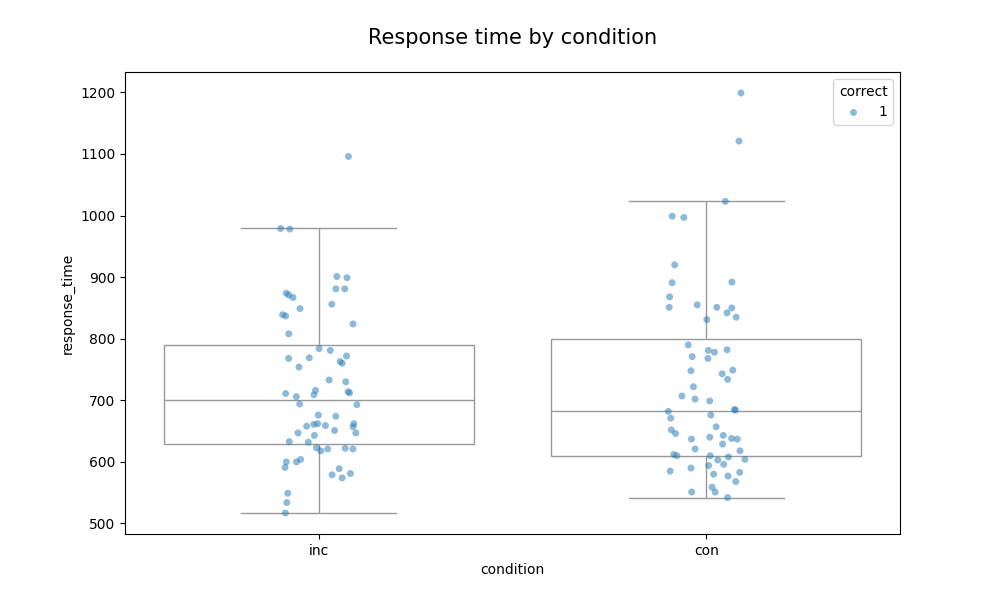 Response time by condition
correct
1
1200
1100
1000
900
800
700
600
500
response_time
inc
con
condition